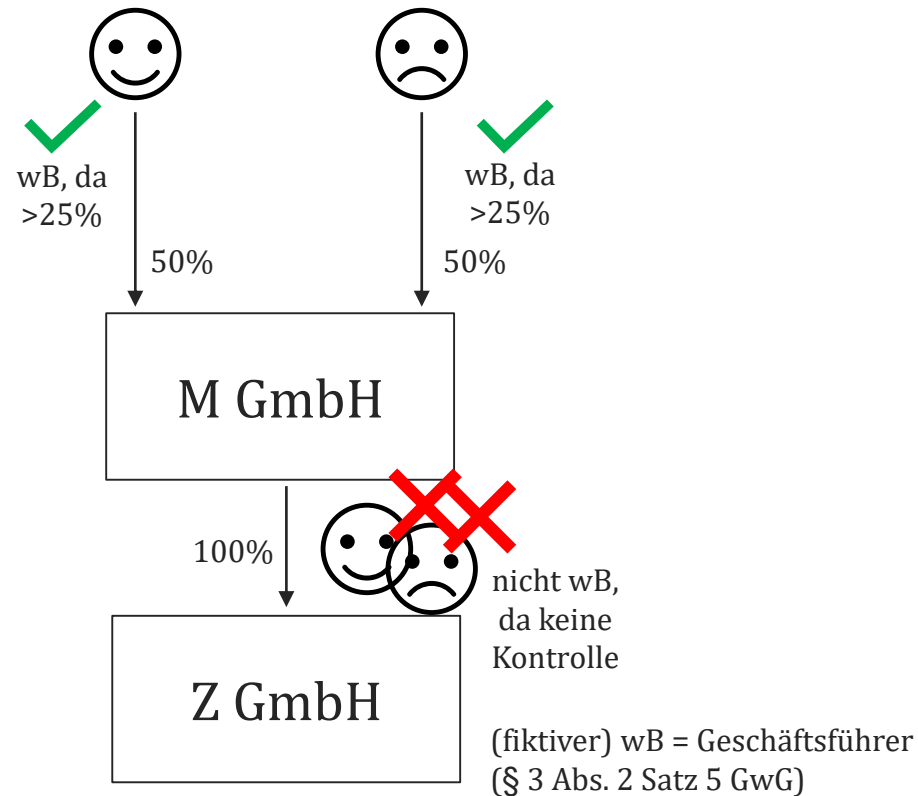 wB, da
>25%
wB, da
>25%
50%
50%
M GmbH
100%
nicht wB,
da keine
Kontrolle
Z GmbH
(fiktiver) wB = Geschäftsführer
(§ 3 Abs. 2 Satz 5 GwG)